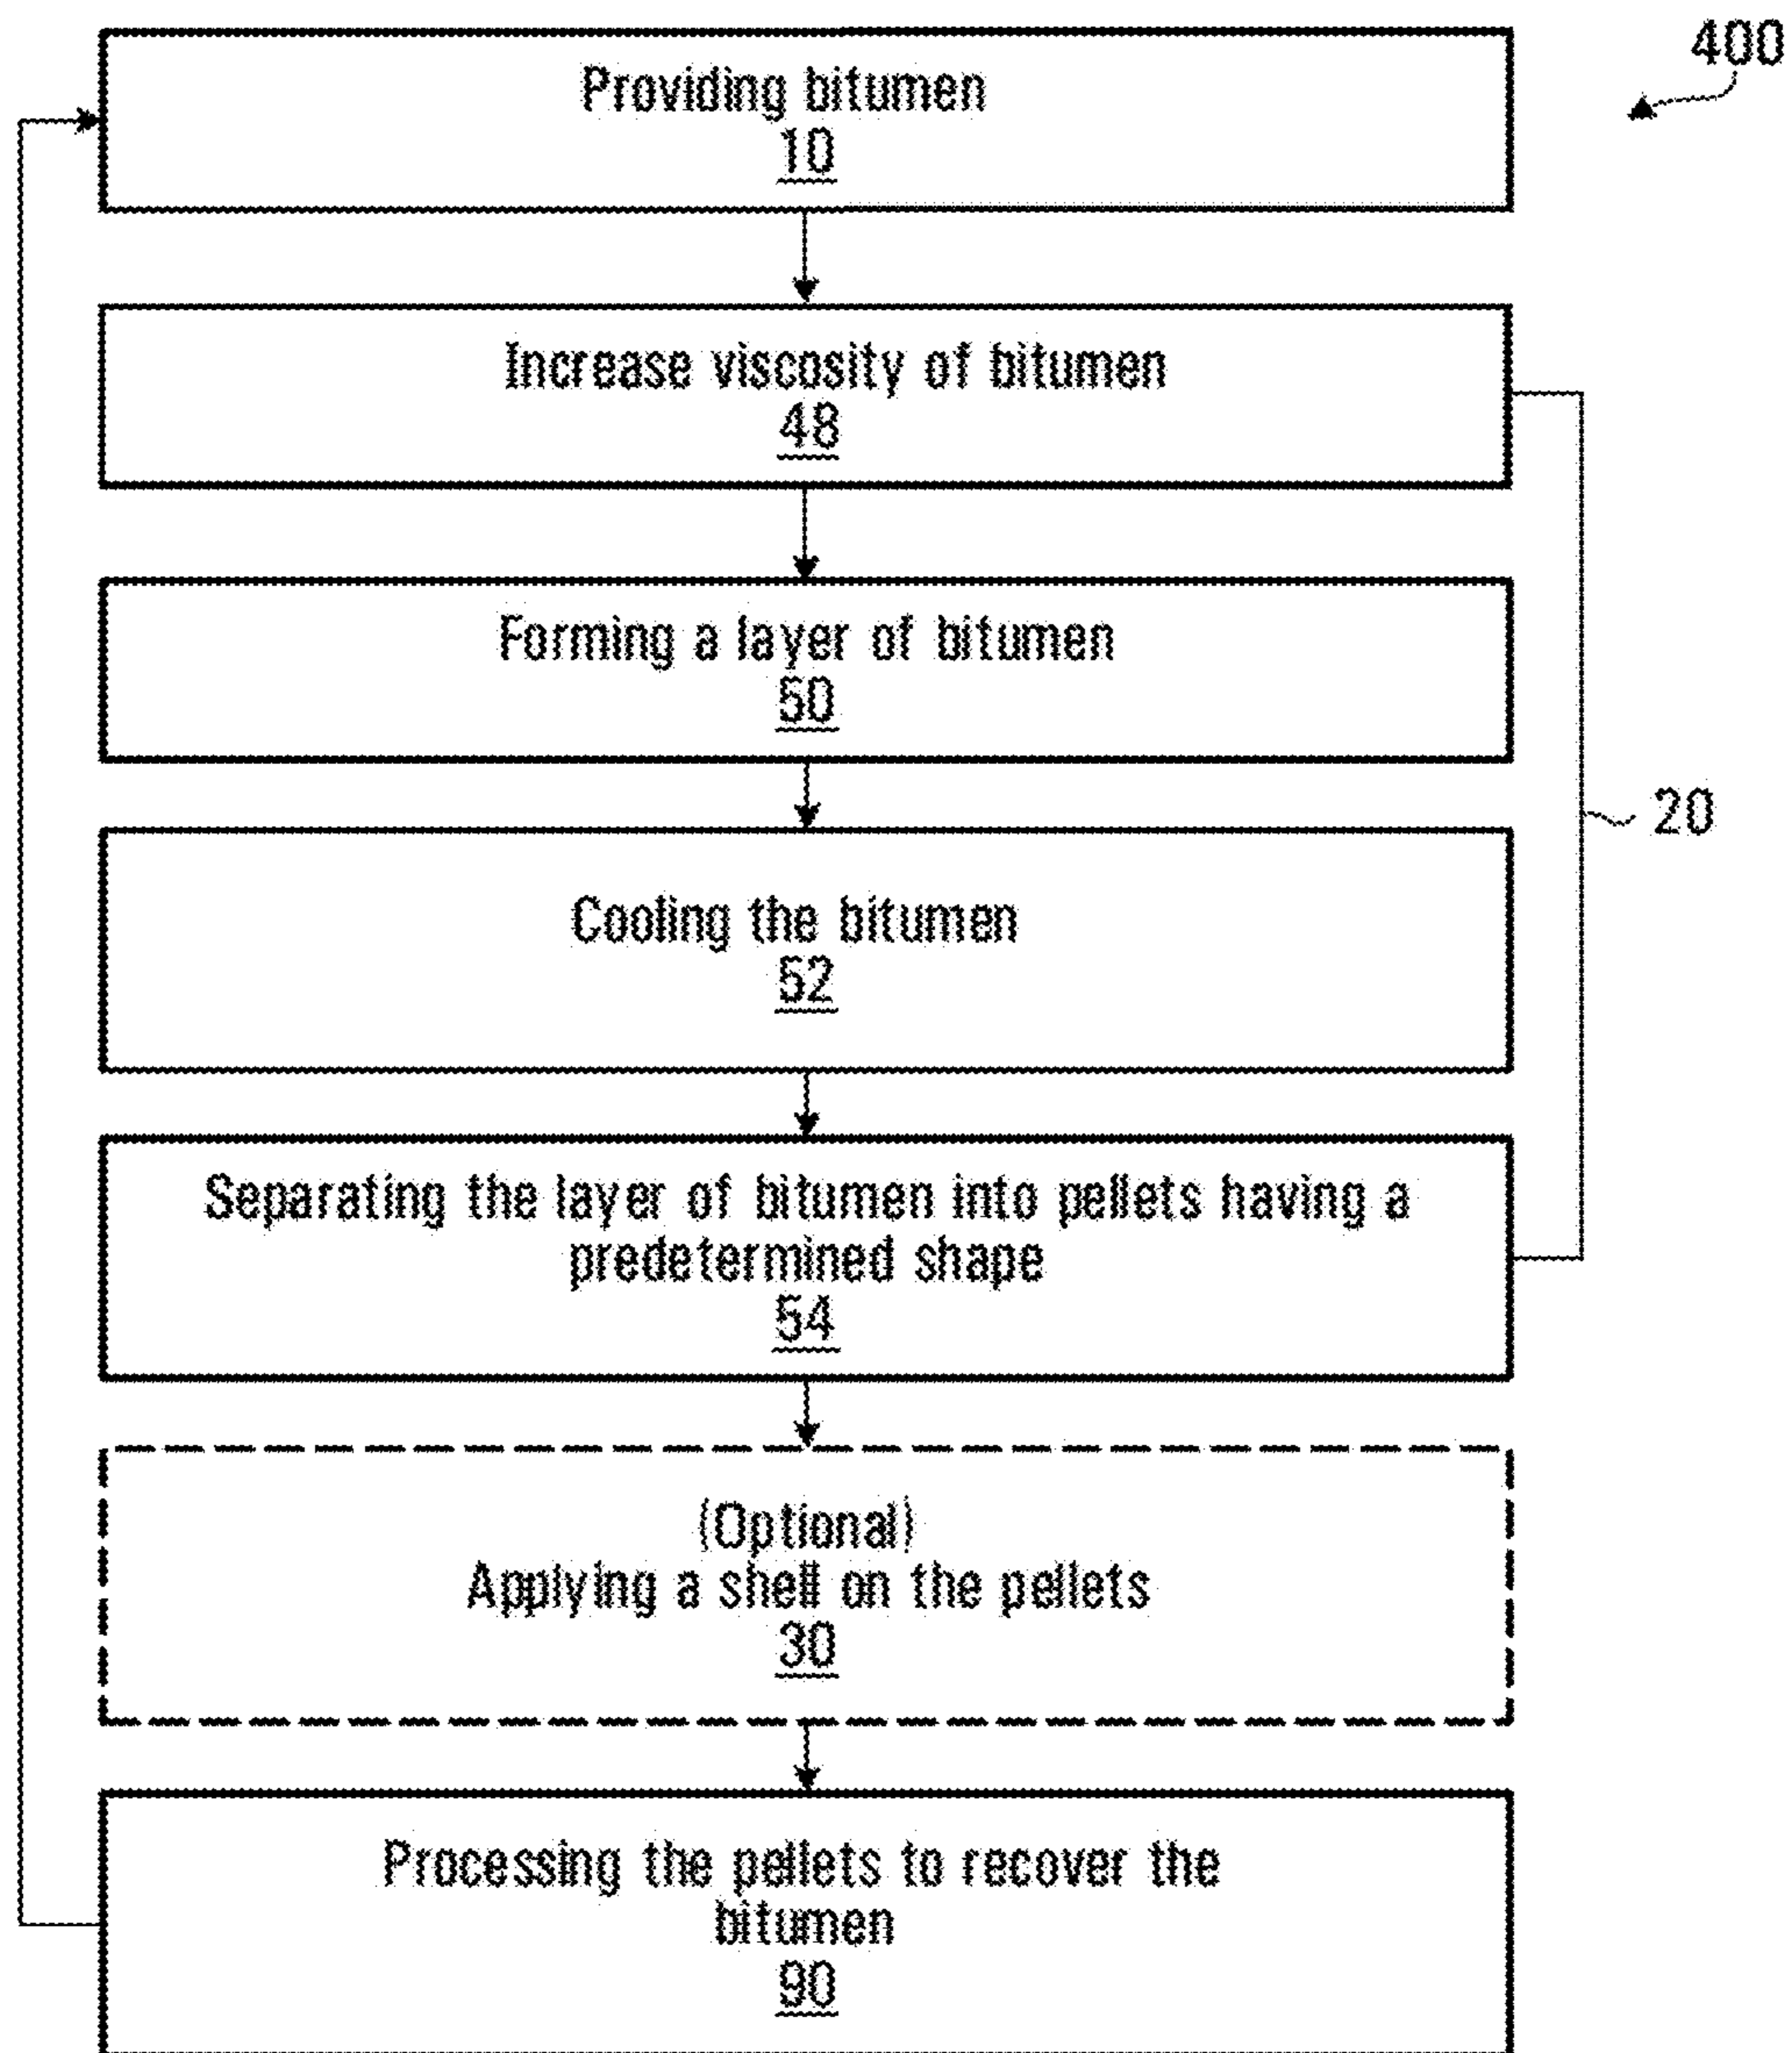 400
Providing bitumen
10
Increase viscosity of bitumen
48
Forming a layer of bitumen
50
20
Cooling the bitumen
52
Separating the layer of bitumen into pellets having a
predetermined shape
54
(Optional)
Applying a shell on the pellets
30
Processing the pellets to recover the
bitumen
90